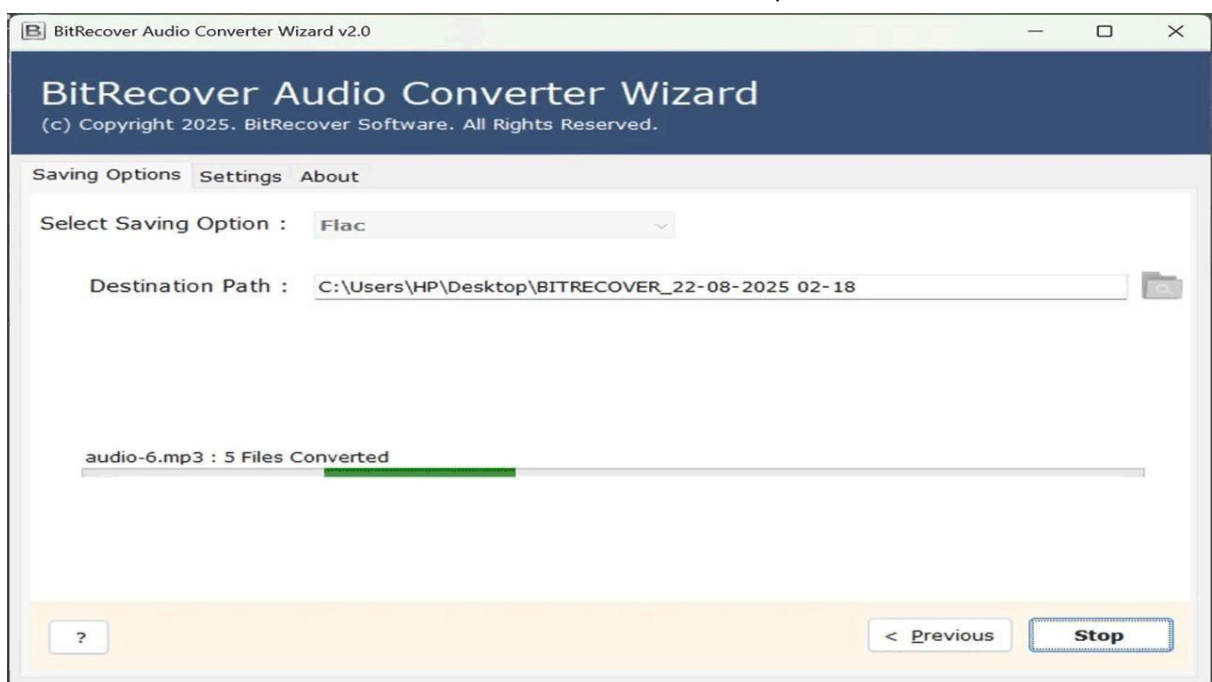 BitRecover Audio Converter Wizard v2.0
BitRecover Audio Converter Wizard
(c) Copyright 2025. BitRecover Software. All Rights Reserved.
Saving Options Settings About
Select Saving Option : Flac
Destination Path : C:\Users\HP\Desktop\BITRECOVER_22-08-2025 02-18
audio-6.mp3 : 5 Files Converted
? < Previous Stop